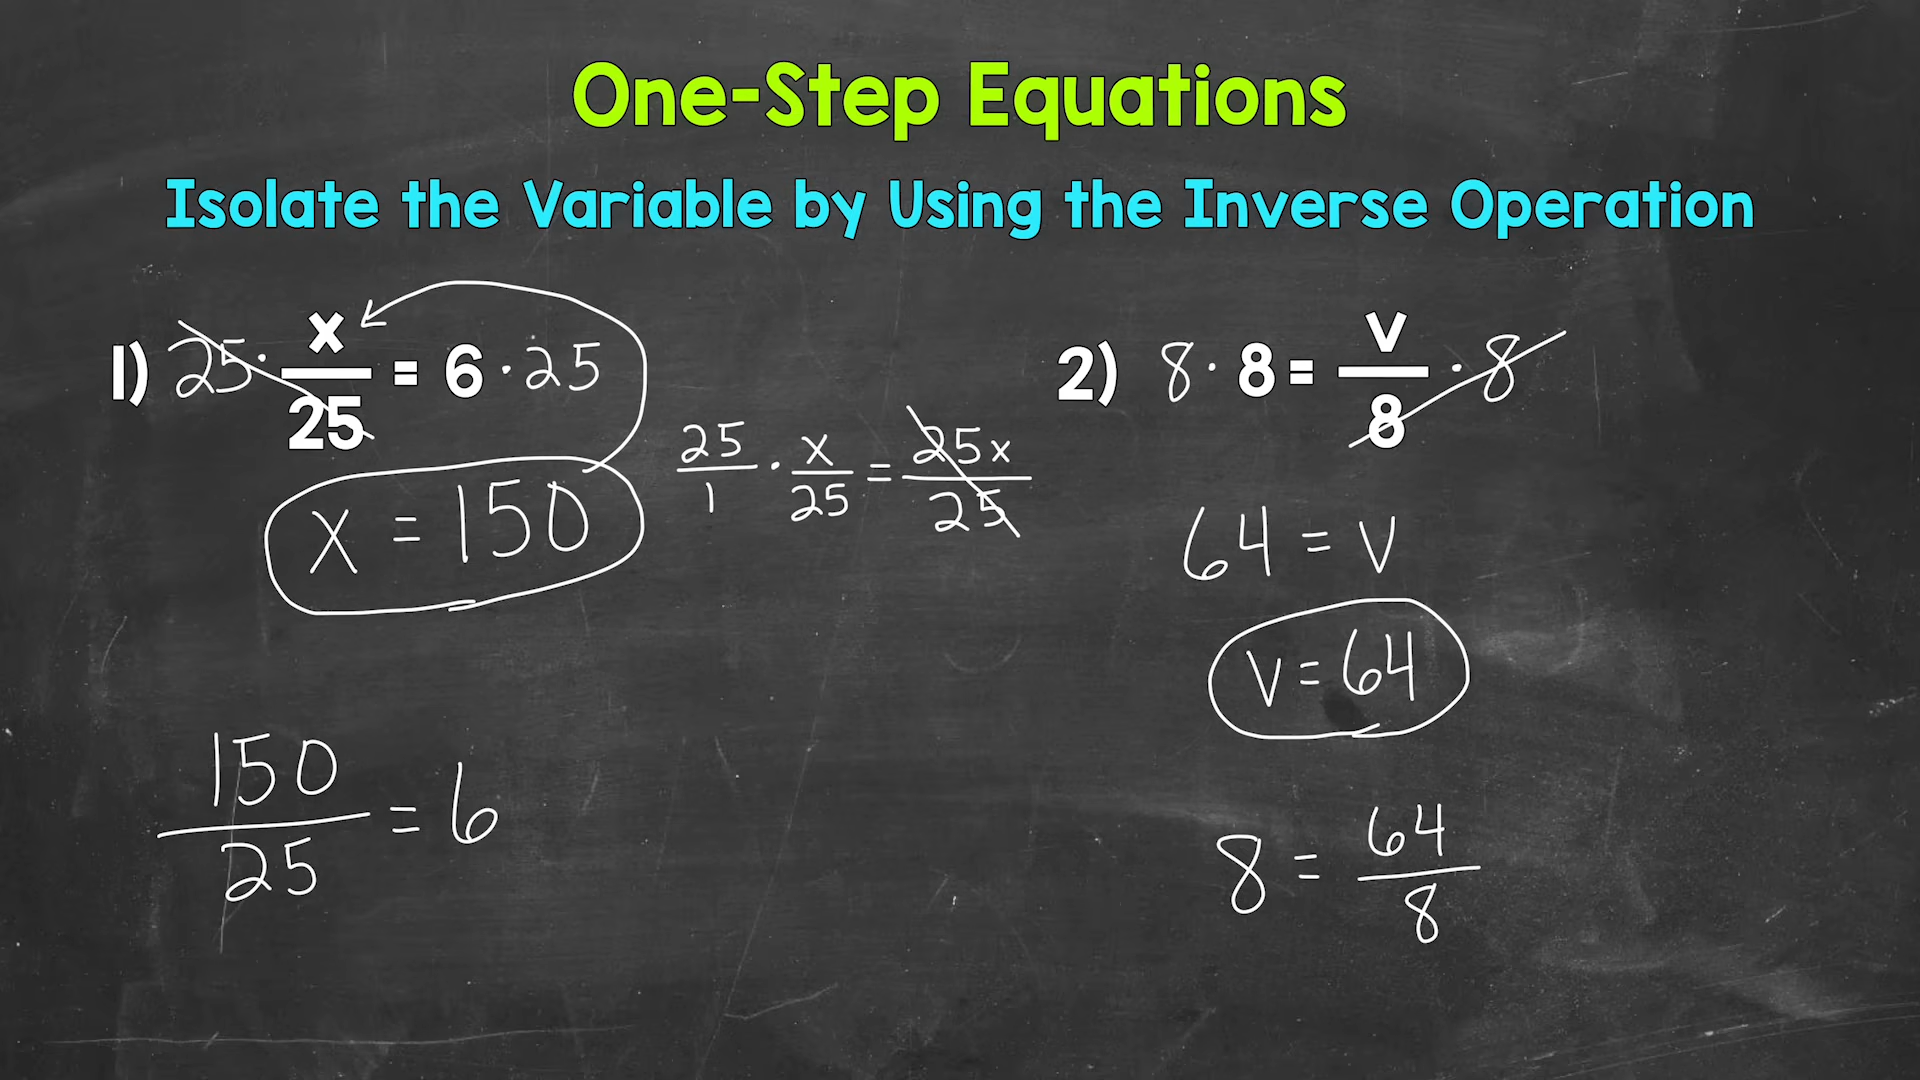 One-Step Equations
Isolate the Variable by Using the Inverse Operation
1) 25 · x/25 = 6 · 25
x = 150
25/1 · x/25 = 25x/25
150/25 = 6
2) 8 · 8 = v/8 · 8
64 = v
v = 64
8 = 64/8